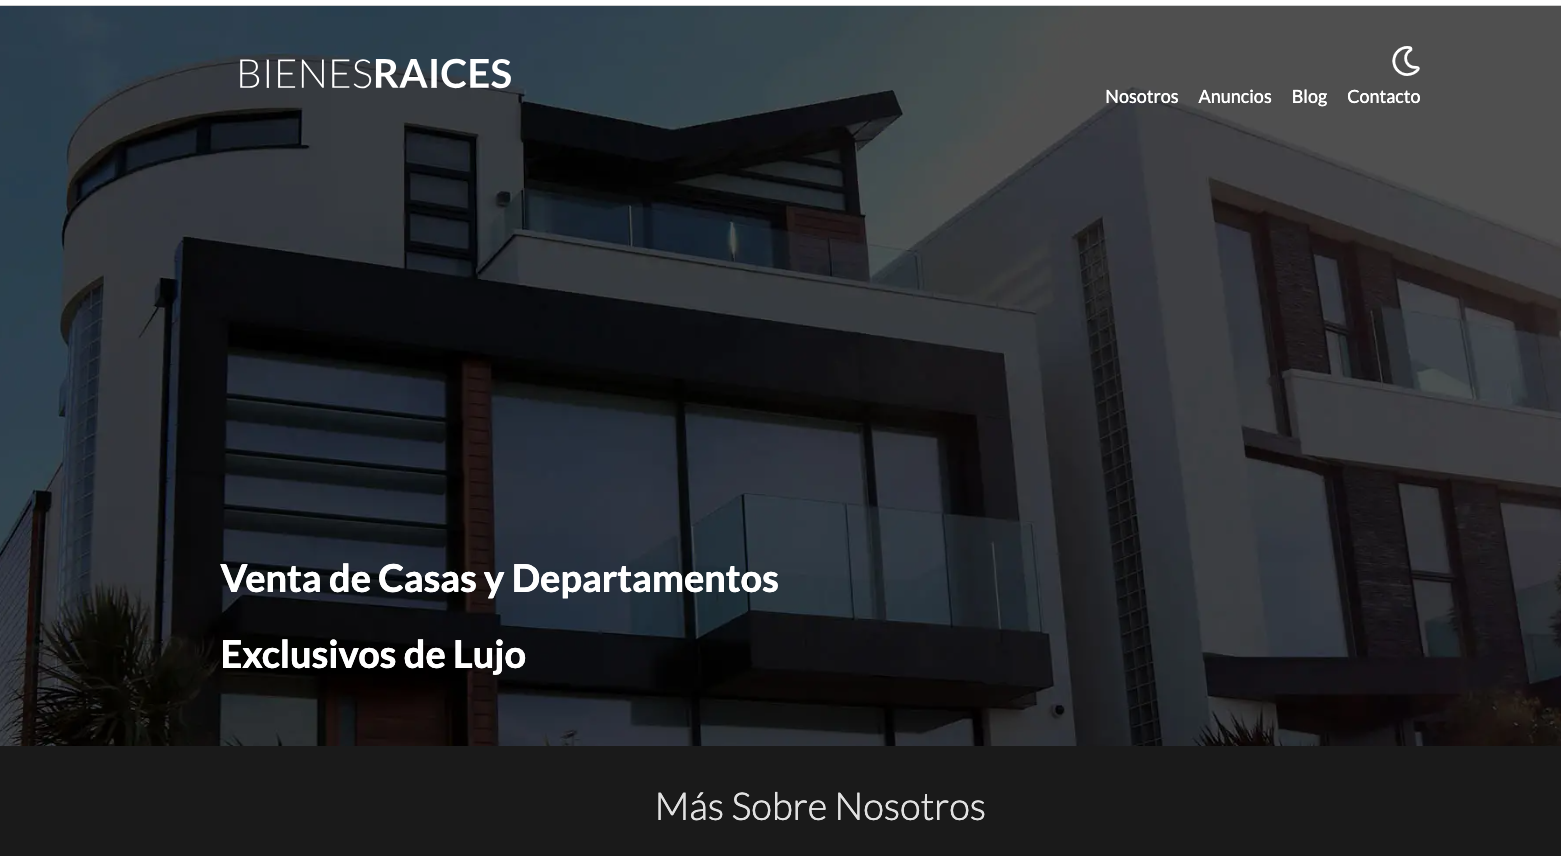 BIENESRAICES
Nosotros Anuncios Blog Contacto
Venta de Casas y Departamentos
Exclusivos de Lujo
Más Sobre Nosotros